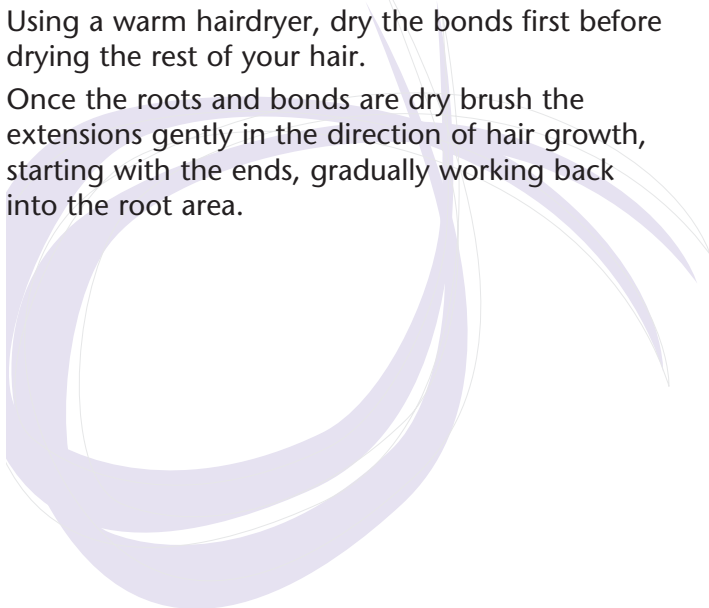 Using a warm hairdryer, dry the bonds first before
drying the rest of your hair.
Once the roots and bonds are dry brush the
extensions gently in the direction of hair growth,
starting with the ends, gradually working back
into the root area.